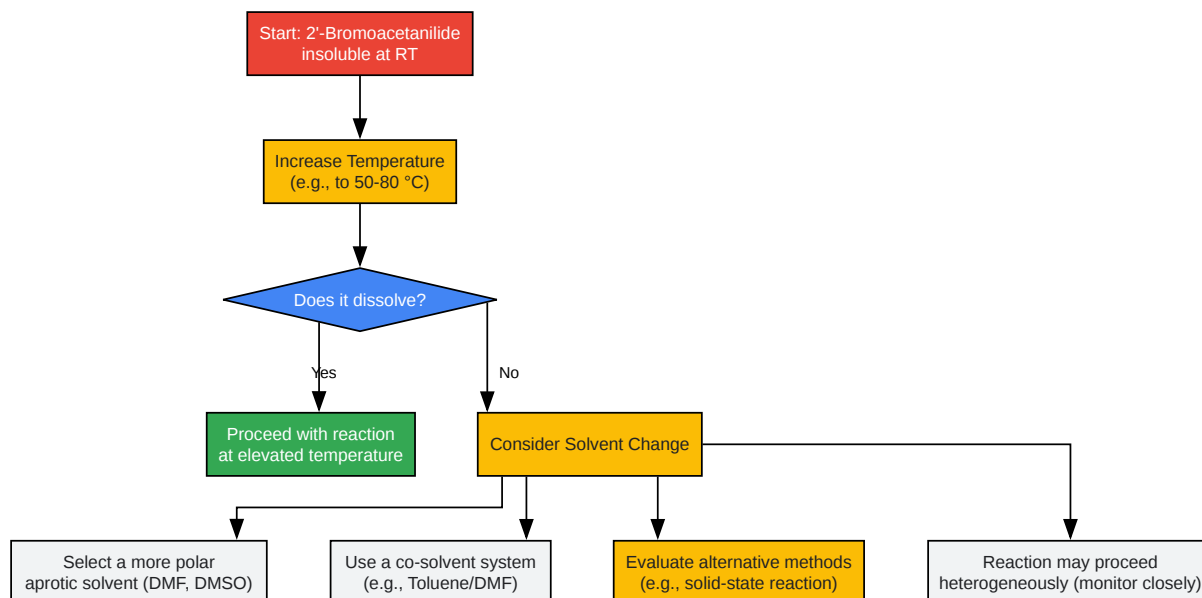 Start: 2'-Bromoacetanilide
insoluble at RT
Increase Temperature
(e.g., to 50-80 °C)
Does it dissolve?
Yes
No
Proceed with reaction
at elevated temperature
Consider Solvent Change
Select a more polar
aprotic solvent (DMF, DMSO)
Use a co-solvent system
(e.g., Toluene/DMF)
Evaluate alternative methods
(e.g., solid-state reaction)
Reaction may proceed
heterogeneously (monitor closely)